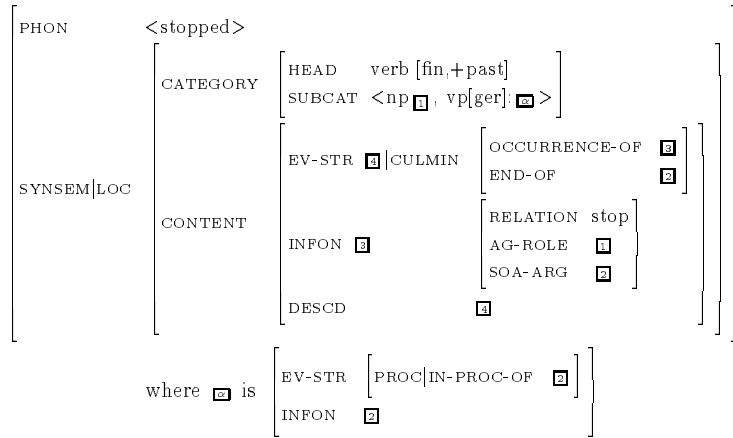 PHON <stopped>
CATEGORY HEAD verb [fin,+past]
SUBCAT <np 1 , vp[ger]: α >
SYNSEM|LOC
CONTENT
EV-STR 4 |CULMIN OCCURRENCE-OF 3
END-OF 2
INFON 3 RELATION stop
AG-ROLE 1
SOA-ARG 2
DESCD 4
where α is EV-STR PROC|IN-PROC-OF 2
INFON 2